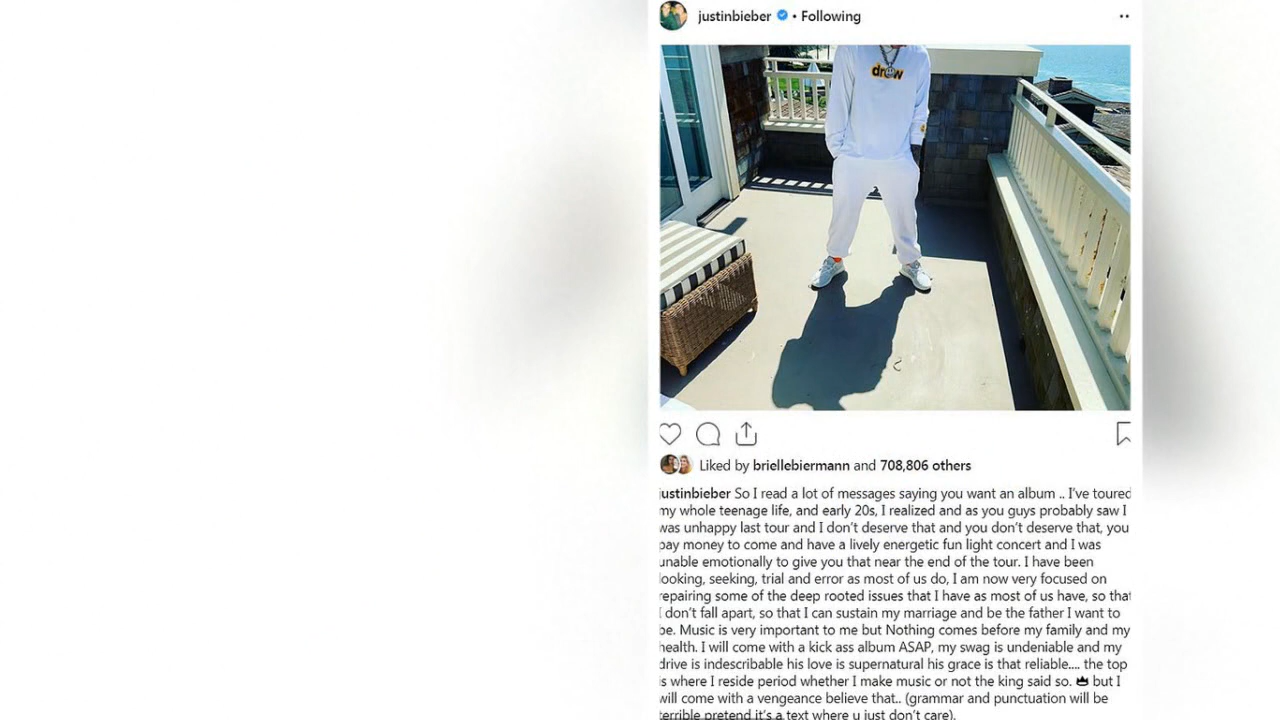 justinbieber • Following
drew
Liked by briellebiermann and 708,806 others
justinbieber So I read a lot of messages saying you want an album .. I've toured
my whole teenage life, and early 20s, I realized and as you guys probably saw I
was unhappy last tour and I don't deserve that and you don't deserve that, you
pay money to come and have a lively energetic fun light concert and I was
unable emotionally to give you that near the end of the tour. I have been
looking, seeking, trial and error as most of us do, I am now very focused on
repairing some of the deep rooted issues that I have as most of us have, so that
I don't fall apart, so that I can sustain my marriage and be the father I want to
be. Music is very important to me but Nothing comes before my family and my
health. I will come with a kick ass album ASAP, my swag is undeniable and my
drive is indescribable his love is supernatural his grace is that reliable.... the top
is where I reside period whether I make music or not the king said so. 👑 but I
will come with a vengeance believe that.. (grammar and punctuation will be
terrible pretend it's a text where u just don't care).